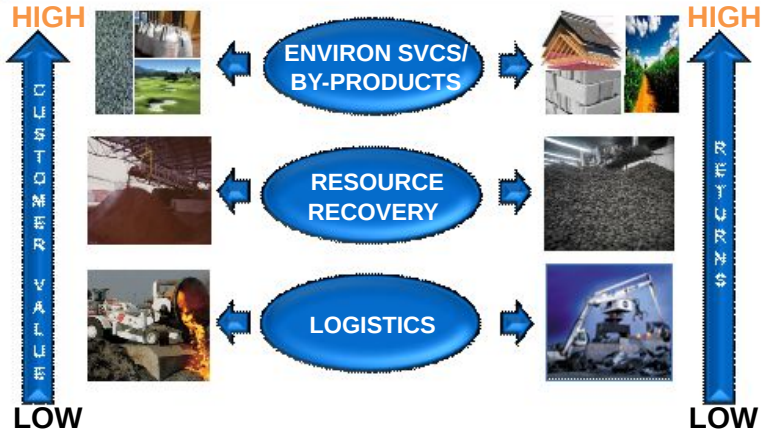 HIGH
HIGH
ENVIRON SVCS/
BY-PRODUCTS
CUSTOMER VALUE
RETURNS
RESOURCE
RECOVERY
LOGISTICS
LOW
LOW